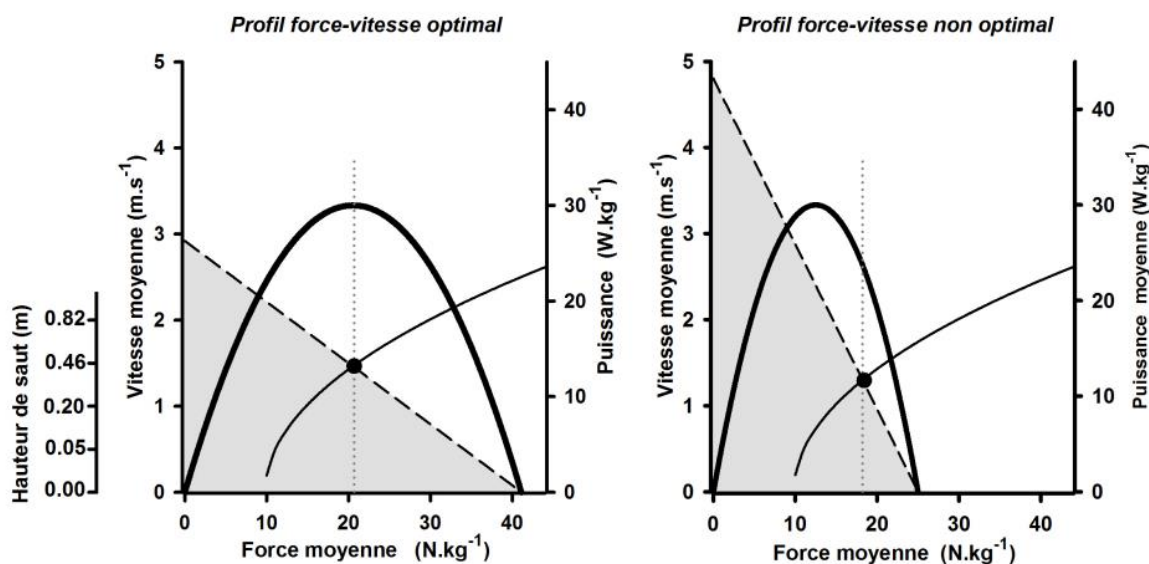 Profil force-vitesse optimal
Profil force-vitesse non optimal
Hauteur de saut (m)
0.82
0.46
0.20
0.05
0.00
Vitesse moyenne (m.s-1)
5
4
3
2
1
0
Puissance (W.kg-1)
40
30
20
10
0
0 10 20 30 40
Force moyenne (N.kg-1)
Vitesse moyenne (m.s-1)
5
4
3
2
1
0
Puissance moyenne (W.kg-1)
40
30
20
10
0
0 10 20 30 40
Force moyenne (N.kg-1)